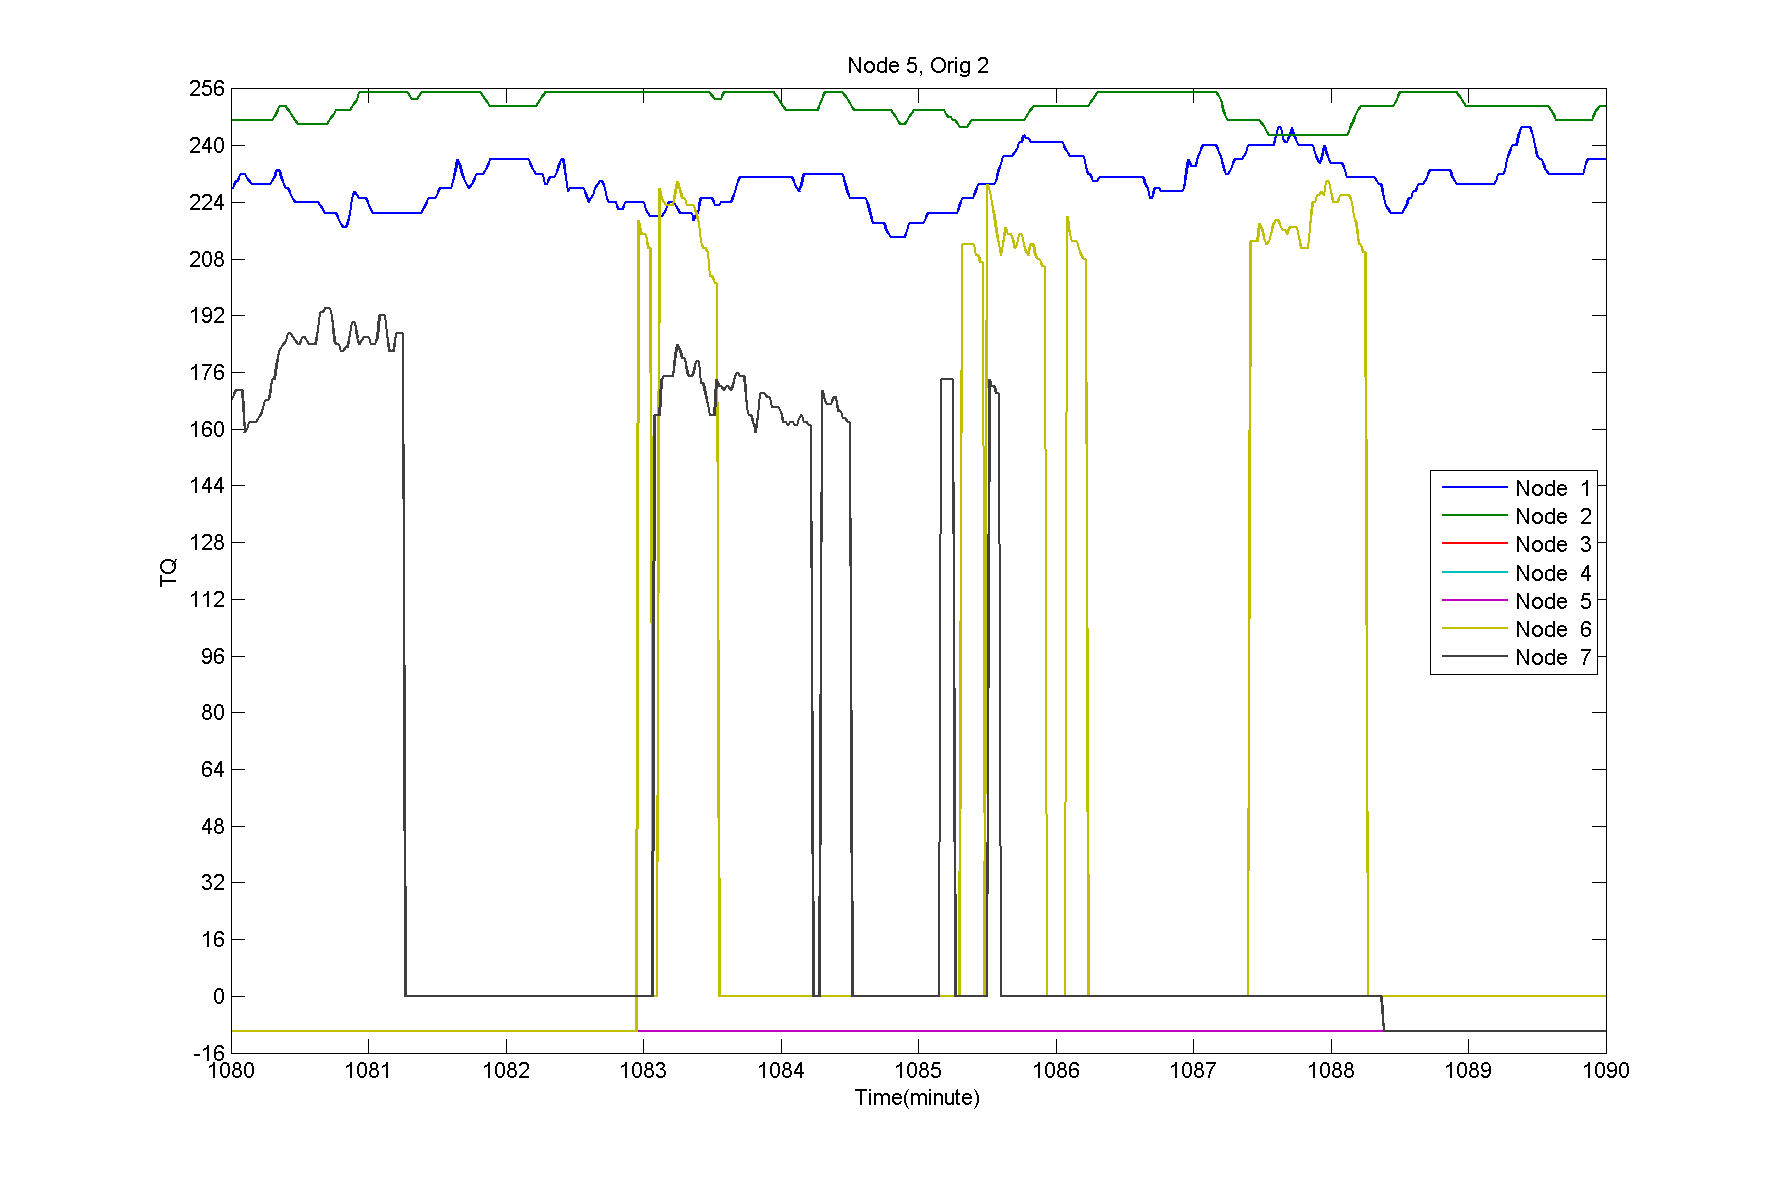 Node 5, Orig 2
256
240
224
208
192
176
160
144
128
112
96
80
64
48
32
16
0
-16
TQ
Node 1
Node 2
Node 3
Node 4
Node 5
Node 6
Node 7
1080 1081 1082 1083 1084 1085 1086 1087 1088 1089 1090
Time(minute)